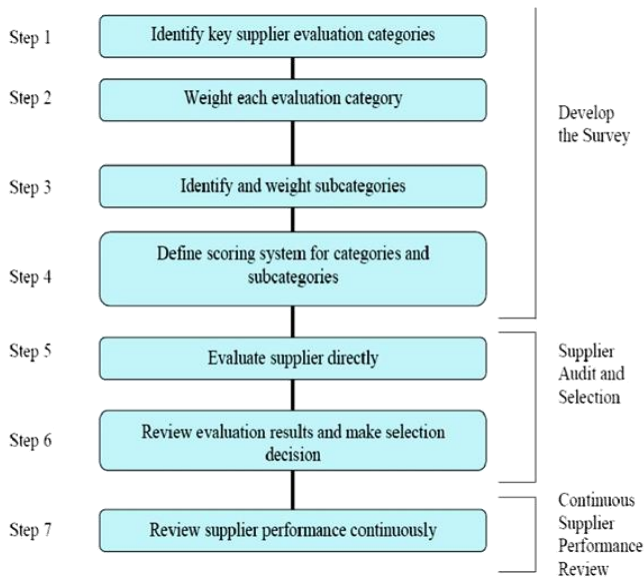 Step 1
Identify key supplier evaluation categories
Step 2
Weight each evaluation category
Develop
the Survey
Step 3
Identify and weight subcategories
Step 4
Define scoring system for categories and
subcategories
Step 5
Evaluate supplier directly
Supplier
Audit and
Selection
Step 6
Review evaluation results and make selection
decision
Step 7
Review supplier performance continuously
Continuous
Supplier
Performance
Review